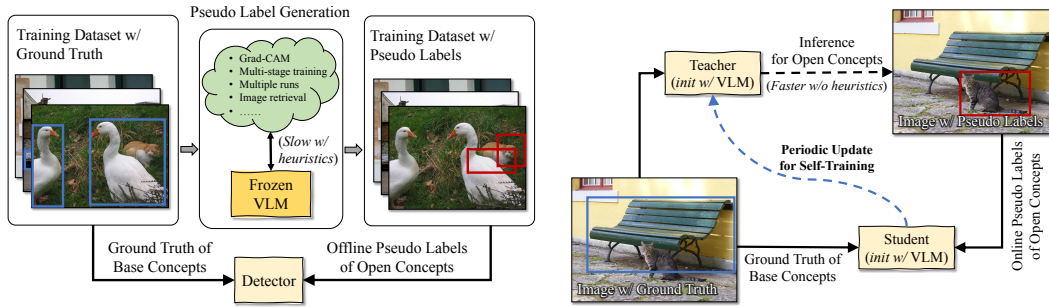 Pseudo Label Generation
Training Dataset w/
Ground Truth
• Grad-CAM
• Multi-stage training
• Multiple runs
• Image retrieval
• ……
(Slow w/
heuristics)
Frozen
VLM
Training Dataset w/
Pseudo Labels
Ground Truth of
Base Concepts
Detector
Offline Pseudo Labels
of Open Concepts
Teacher
(init w/ VLM)
Inference
for Open Concepts
(Faster w/o heuristics)
Image w/ Pseudo Labels
Periodic Update
for Self-Training
Online Pseudo Labels
of Open Concepts
Image w/ Ground Truth
Ground Truth of
Base Concepts
Student
(init w/ VLM)